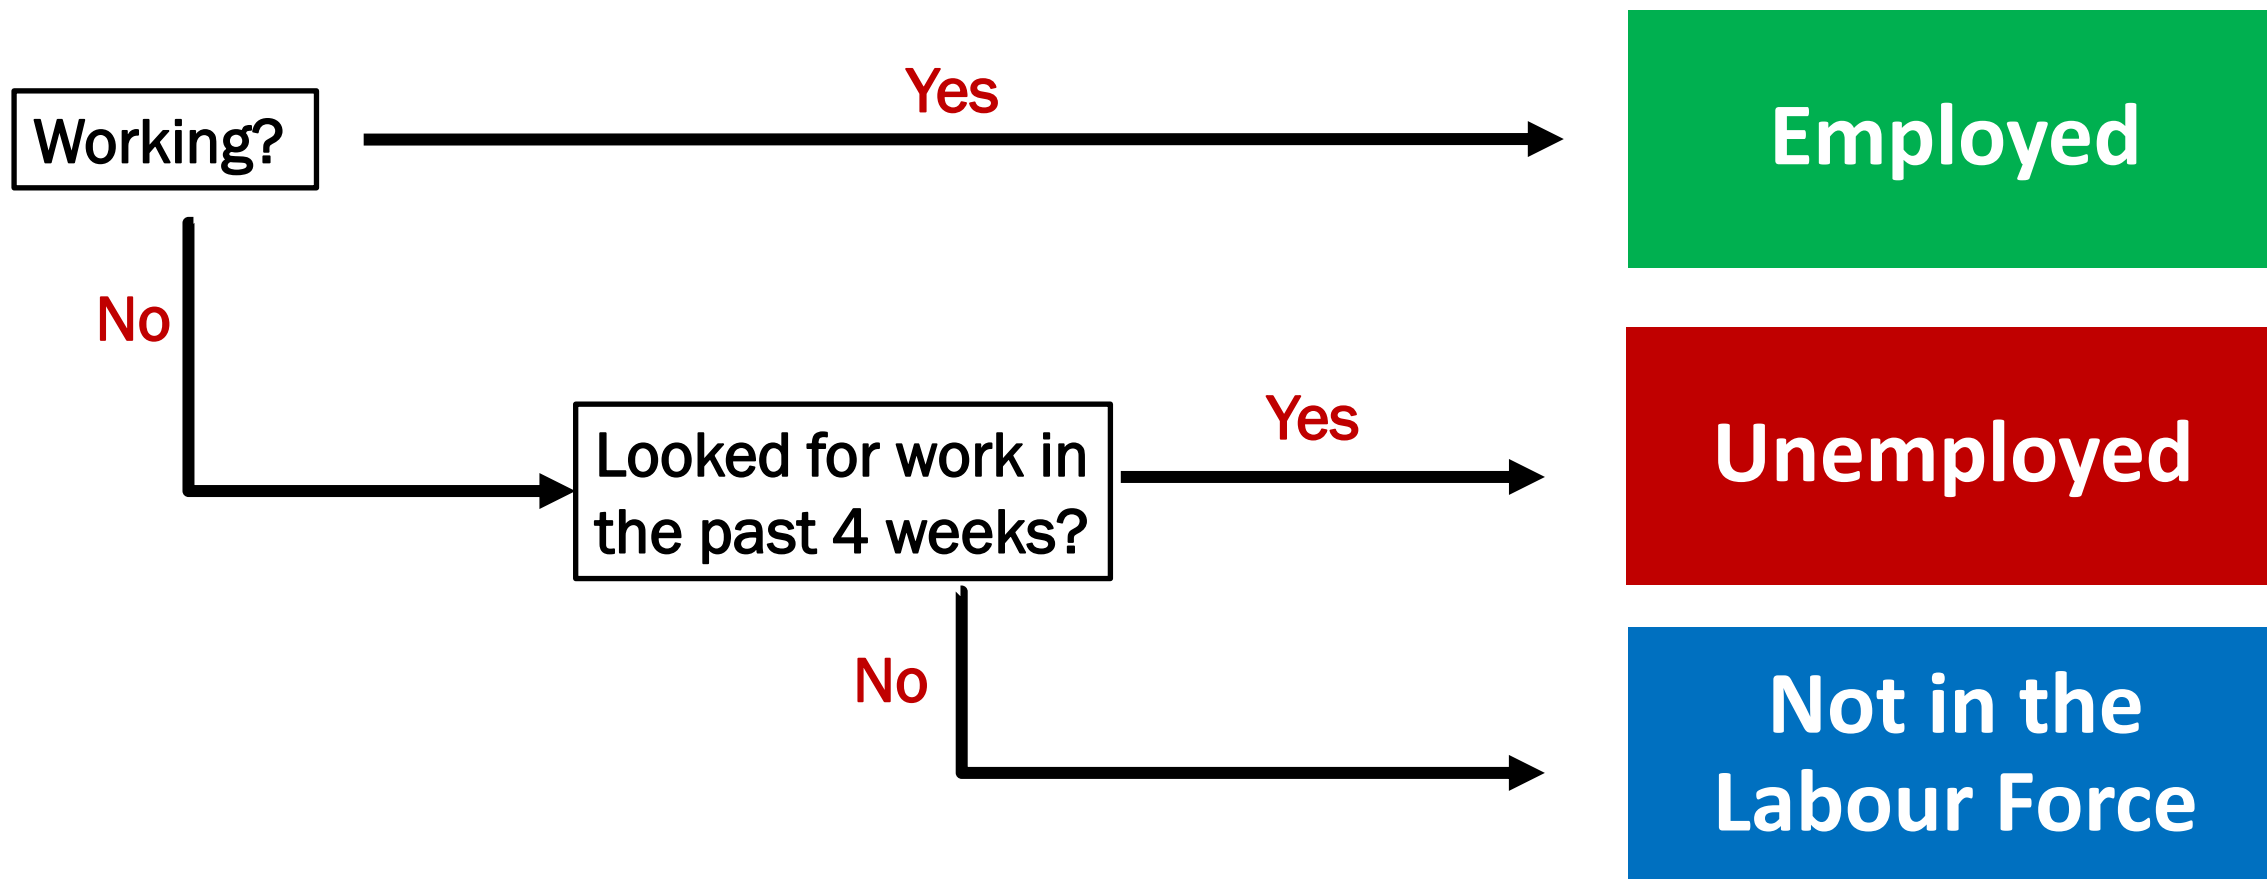 Working?
Yes
Employed
No
Looked for work in
the past 4 weeks?
Yes
Unemployed
No
Not in the
Labour Force